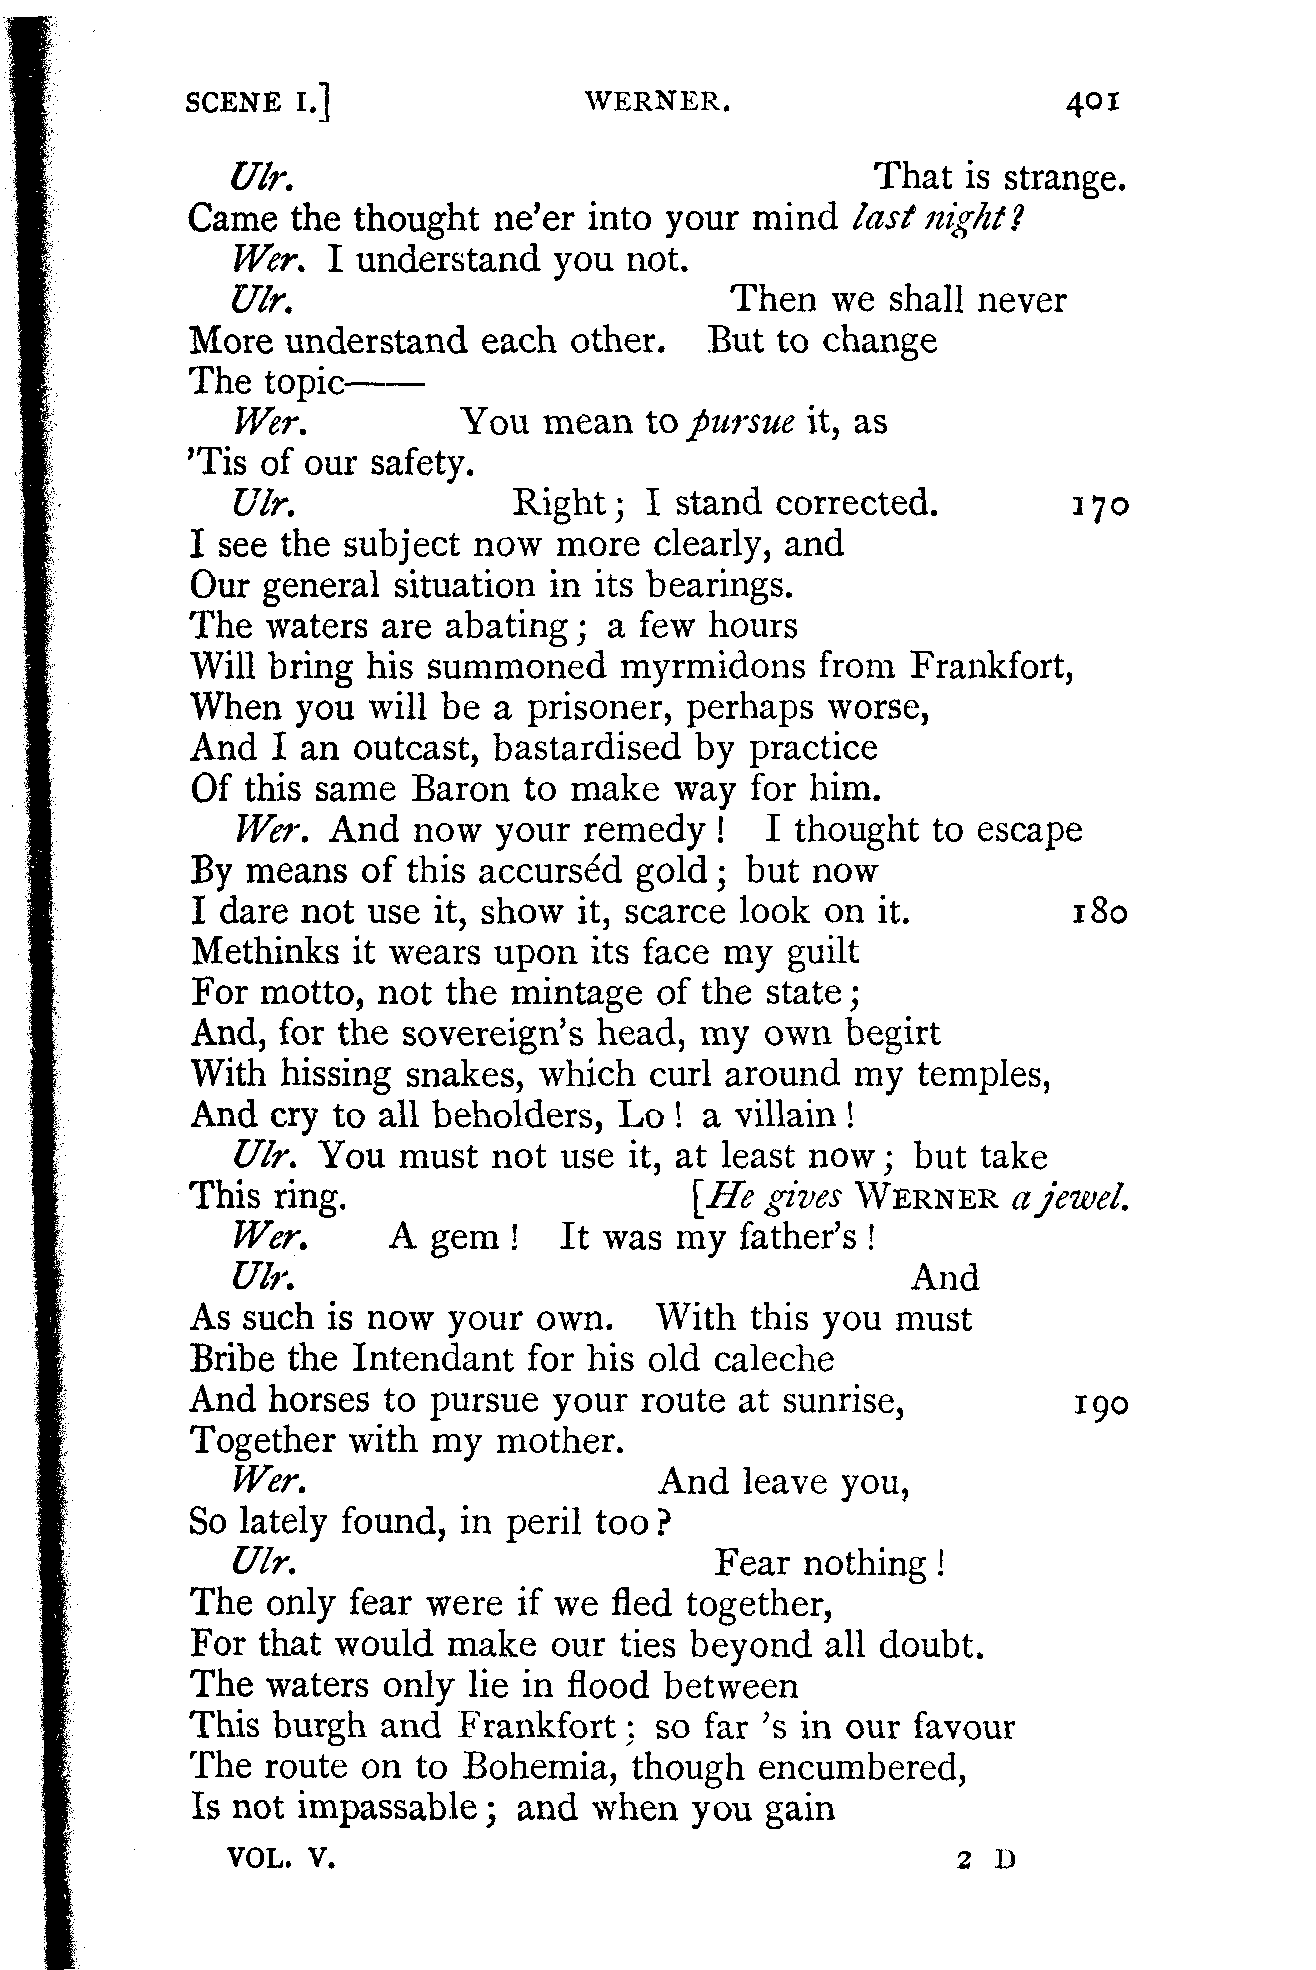 SCENE I.] WERNER. 401
Ulr. That is strange.
Came the thought ne'er into your mind last night?
Wer. I understand you not.
Ulr. Then we shall never
More understand each other. But to change
The topic——
Wer. You mean to pursue it, as
'Tis of our safety.
Ulr. Right; I stand corrected. 170
I see the subject now more clearly, and
Our general situation in its bearings.
The waters are abating; a few hours
Will bring his summoned myrmidons from Frankfort,
When you will be a prisoner, perhaps worse,
And I an outcast, bastardised by practice
Of this same Baron to make way for him.
Wer. And now your remedy! I thought to escape
By means of this accurséd gold; but now
I dare not use it, show it, scarce look on it. 180
Methinks it wears upon its face my guilt
For motto, not the mintage of the state;
And, for the sovereign's head, my own begirt
With hissing snakes, which curl around my temples,
And cry to all beholders, Lo! a villain!
Ulr. You must not use it, at least now; but take
This ring. [He gives WERNER a jewel.
Wer. A gem! It was my father's!
Ulr. And
As such is now your own. With this you must
Bribe the Intendant for his old caleche
And horses to pursue your route at sunrise, 190
Together with my mother.
Wer. And leave you,
So lately found, in peril too?
Ulr. Fear nothing!
The only fear were if we fled together,
For that would make our ties beyond all doubt.
The waters only lie in flood between
This burgh and Frankfort; so far 's in our favour
The route on to Bohemia, though encumbered,
Is not impassable; and when you gain
VOL. V. 2 D